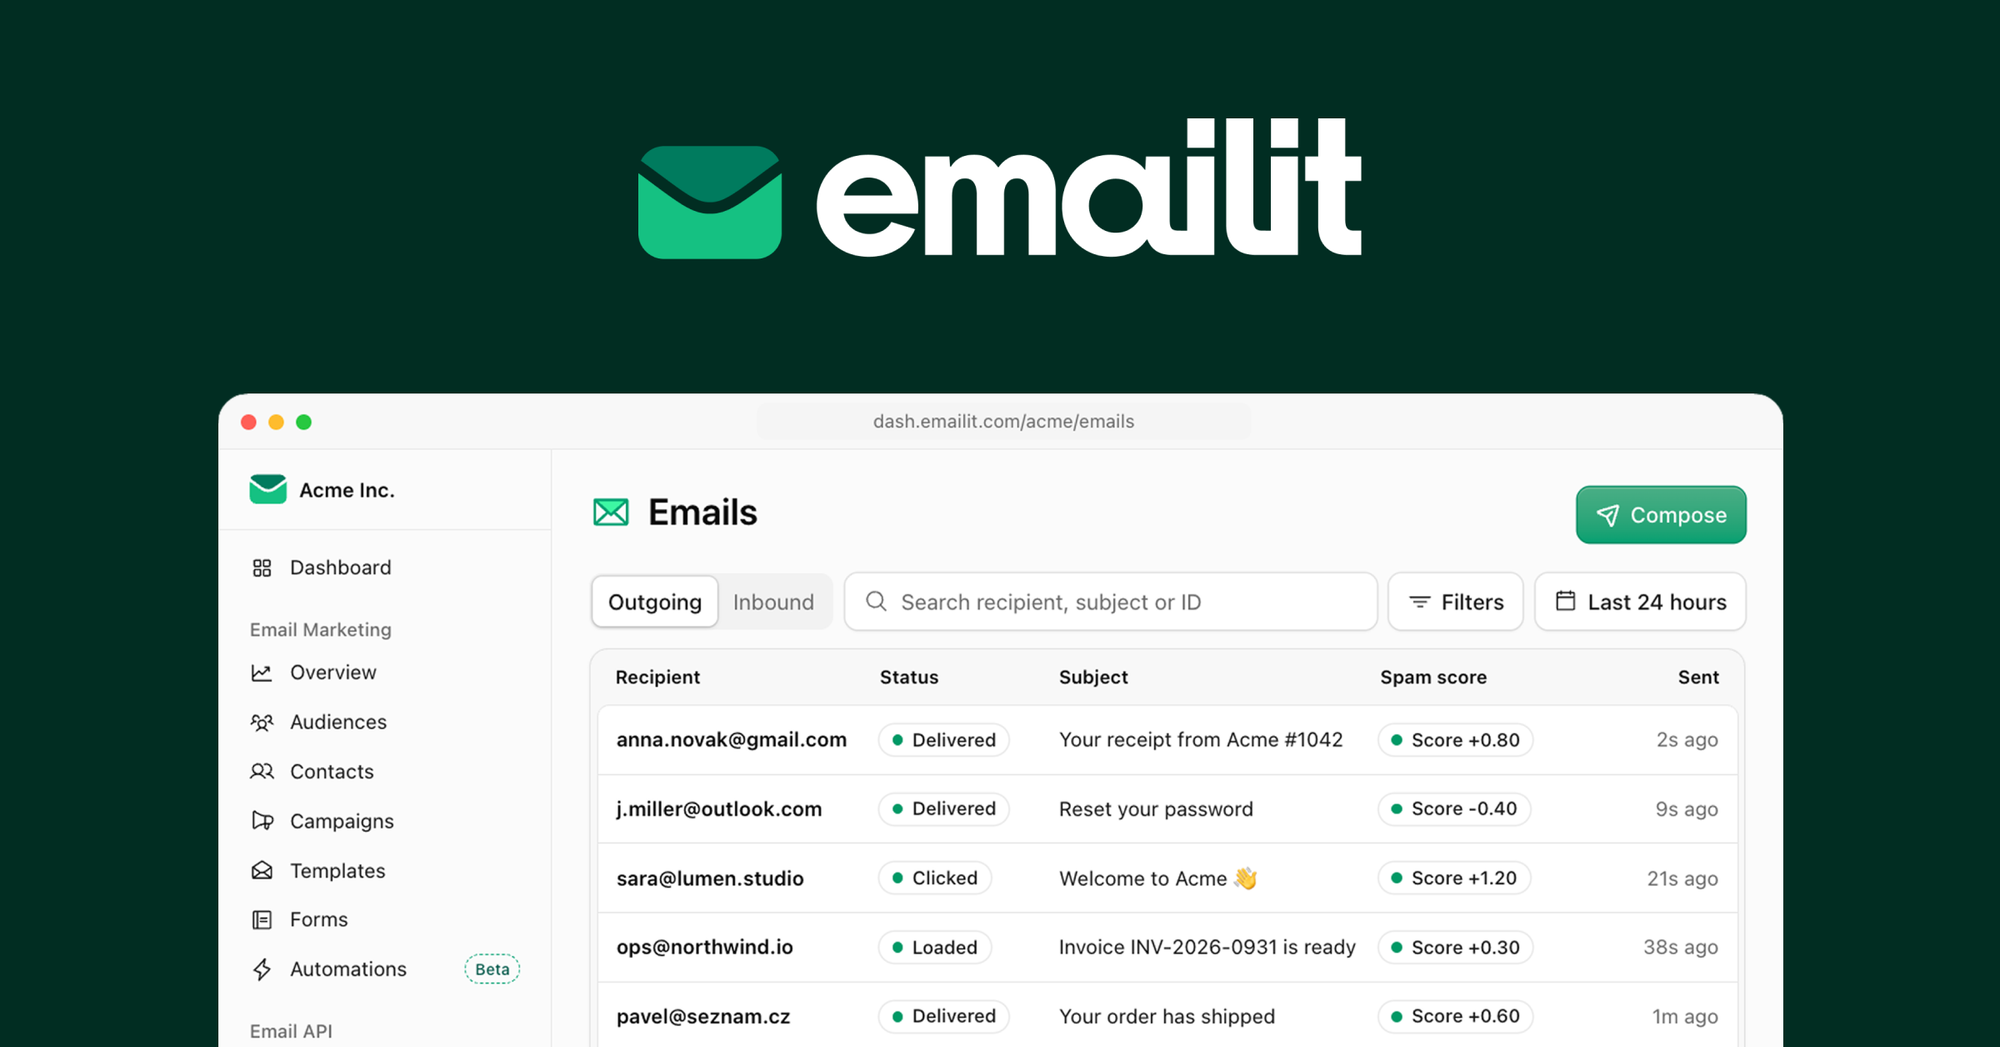 emailit
dash.emailit.com/acme/emails
Acme Inc.
Dashboard
Email Marketing
Overview
Audiences
Contacts
Campaigns
Templates
Forms
Automations Beta
Email API
Emails
Compose
Outgoing Inbound Search recipient, subject or ID Filters Last 24 hours
Recipient Status Subject Spam score Sent
anna.novak@gmail.com Delivered Your receipt from Acme #1042 Score +0.80 2s ago
j.miller@outlook.com Delivered Reset your password Score -0.40 9s ago
sara@lumen.studio Clicked Welcome to Acme 👋 Score +1.20 21s ago
ops@northwind.io Loaded Invoice INV-2026-0931 is ready Score +0.30 38s ago
pavel@seznam.cz Delivered Your order has shipped Score +0.60 1m ago